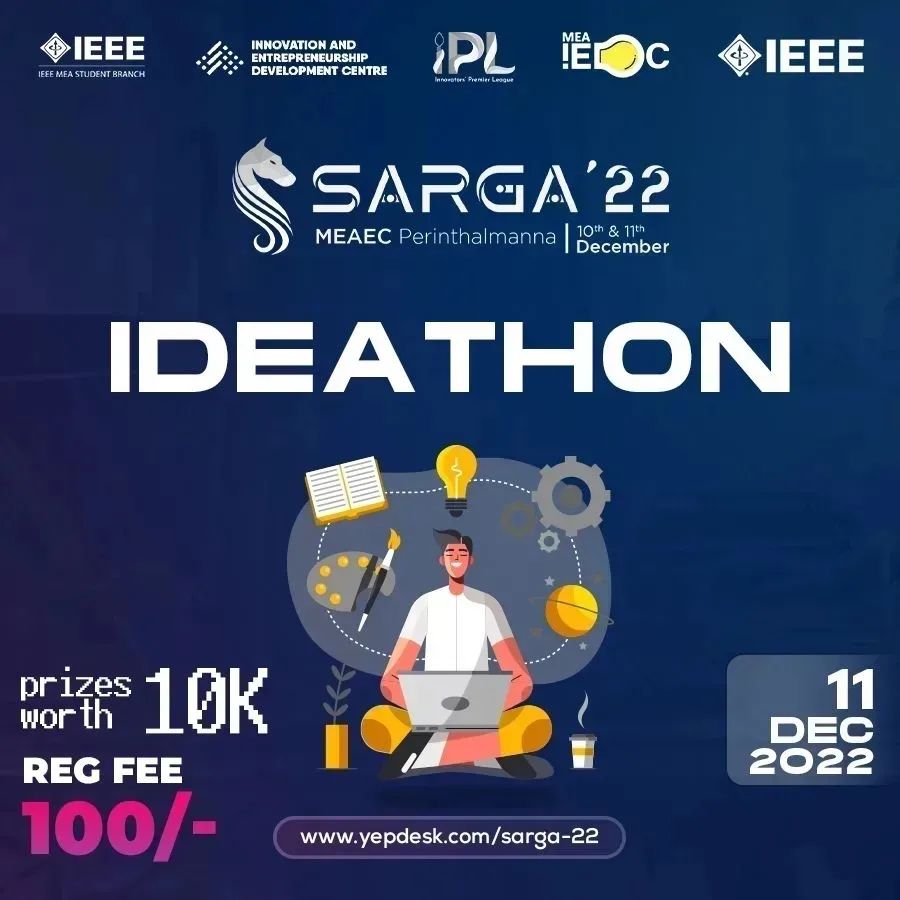 IEEE
IEEE MEA STUDENT BRANCH
INNOVATION AND
ENTREPRENEURSHIP
DEVELOPMENT CENTRE
iPL
Innovators' Premier League
MEA
IEDC
IEEE
SARGA'22
MEAEC Perinthalmanna
10th & 11th
December
IDEATHON
prizes
worth
10K
REG FEE
100/-
11
DEC
2022
www.yepdesk.com/sarga-22